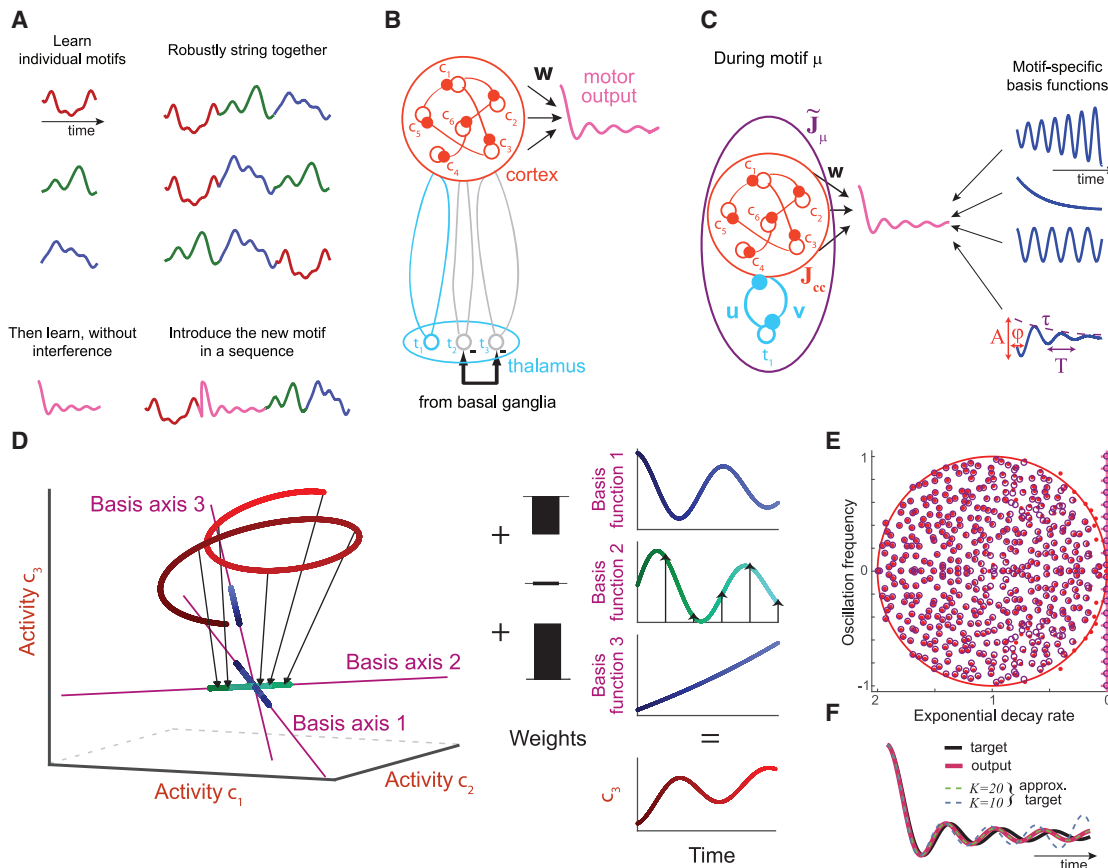 A
Learn
individual motifs
time
Robustly string together
Then learn, without
interference
Introduce the new motif
in a sequence
B
c1
c2
c3
c4
c5
c6
cortex
W
motor
output
t1
t2
t3
-
-
thalamus
from basal ganglia
C
During motif μ
J̃μ
c1
c2
c3
c4
c5
c6
Jcc
w
u
v
t1
Motif-specific
basis functions
time
A
φ
τ
T
D
Activity c3
Activity c1
Activity c2
Basis axis 3
Basis axis 2
Basis axis 1
+
+
Weights
Basis
function 1
Basis
function 2
Basis
function 3
=
c3
Time
E
Oscillation frequency
1
0
-1
2
1
0
Exponential decay rate
F
target
output
K=20
K=10
} approx.
target
time